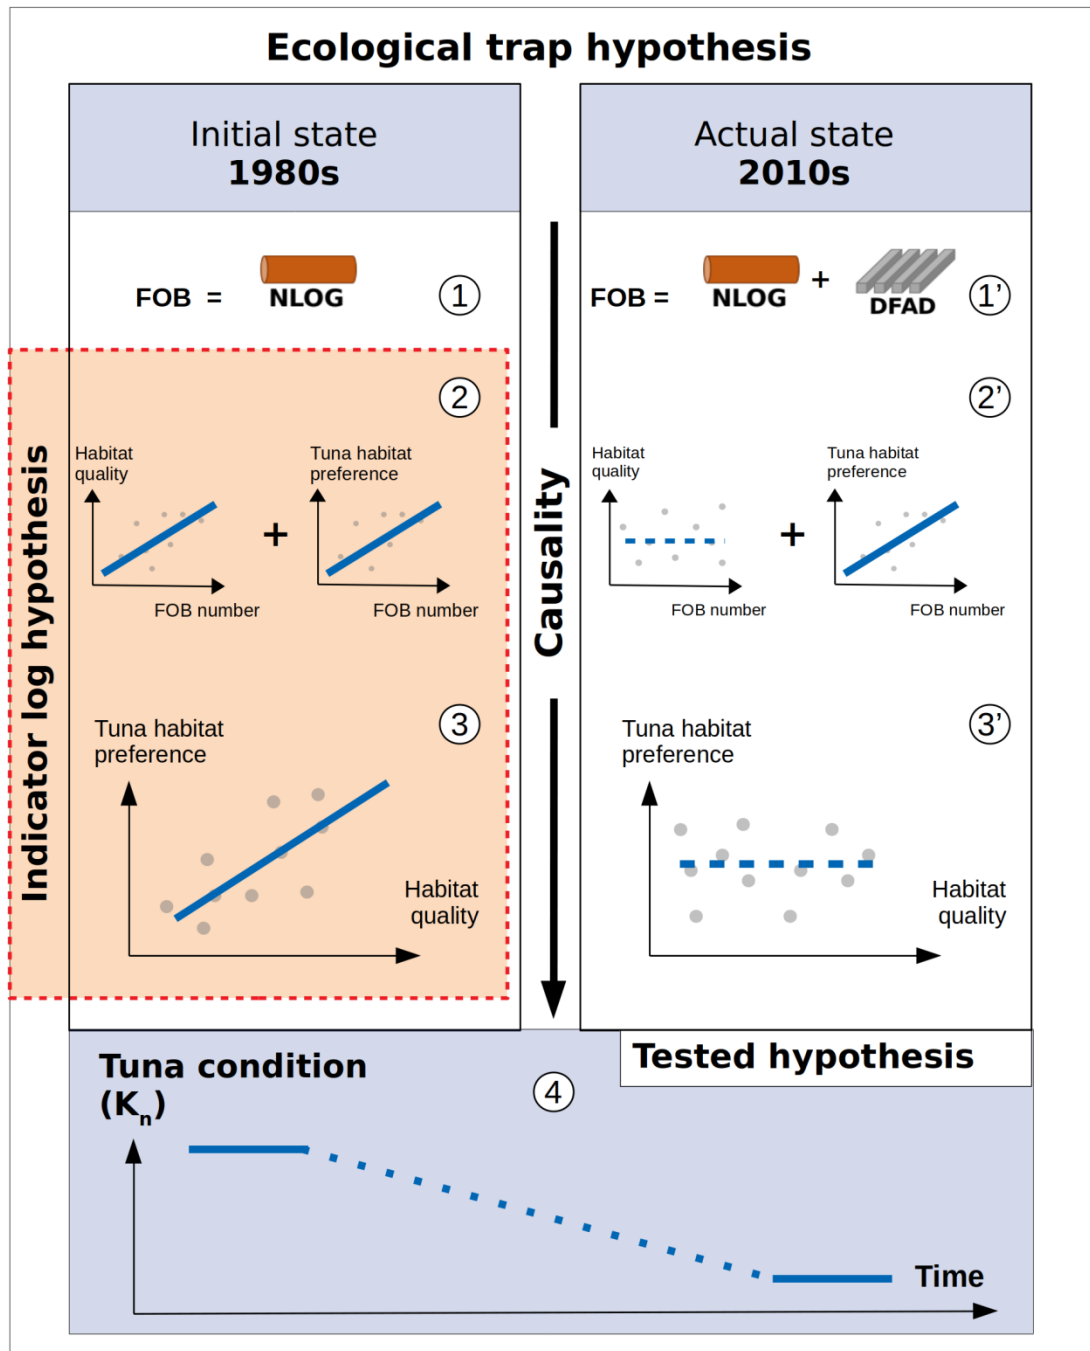 Ecological trap hypothesis
Initial state
1980s
Actual state
2010s
FOB =
NLOG
1
FOB =
NLOG
+
DFAD
1’
Indicator log hypothesis
2
Habitat
quality
FOB number
+
Tuna habitat
preference
FOB number
3
Tuna habitat
preference
Habitat
quality
Causality
2’
Habitat
quality
FOB number
+
Tuna habitat
preference
FOB number
3’
Tuna habitat
preference
Habitat
quality
Tested hypothesis
Tuna condition
(Kn)
4
Time